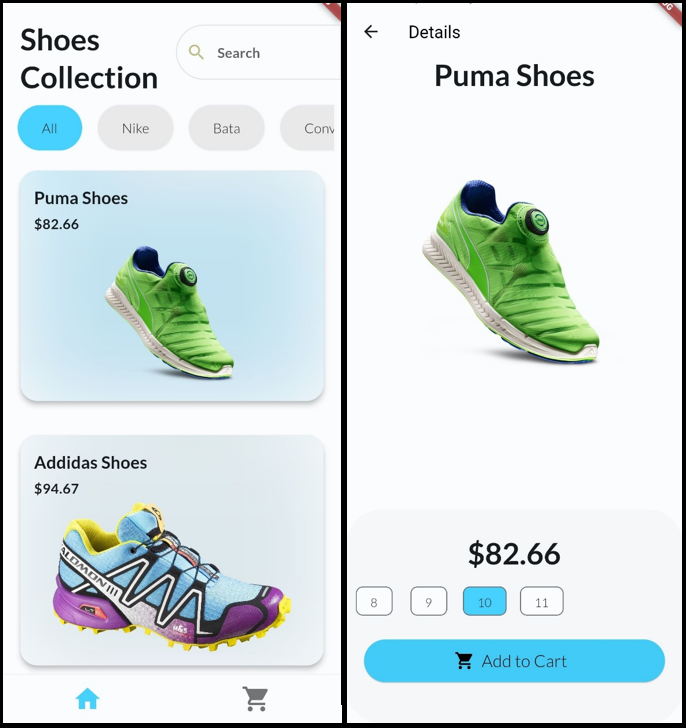 Shoes
Collection
Search
All
Nike
Bata
Conv
Puma Shoes
$82.66
Addidas Shoes
$94.67
SALOMON III
Details
Puma Shoes
$82.66
8
9
10
11
Add to Cart